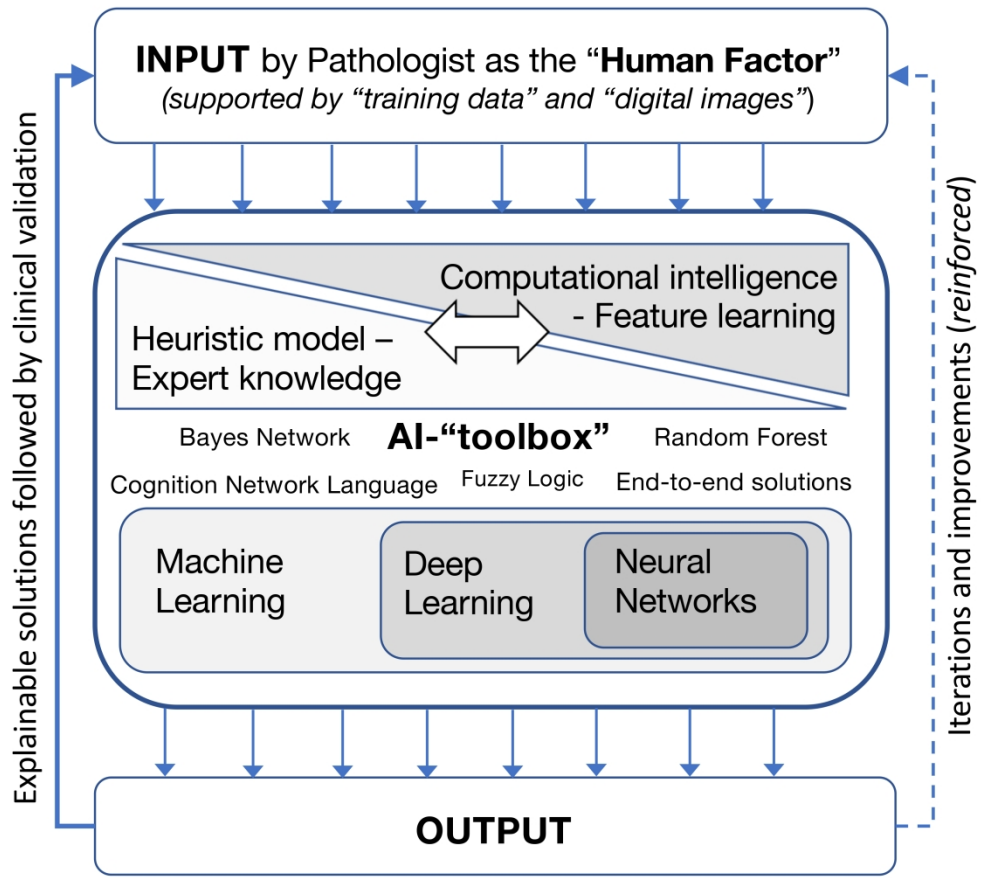 INPUT by Pathologist as the “Human Factor”
(supported by “training data” and “digital images”)
Explainable solutions followed by clinical validation
Iterations and improvements (reinforced)
Computational intelligence
- Feature learning
Heuristic model –
Expert knowledge
Bayes Network
AI-“toolbox”
Random Forest
Cognition Network Language
Fuzzy Logic
End-to-end solutions
Machine
Learning
Deep
Learning
Neural
Networks
OUTPUT